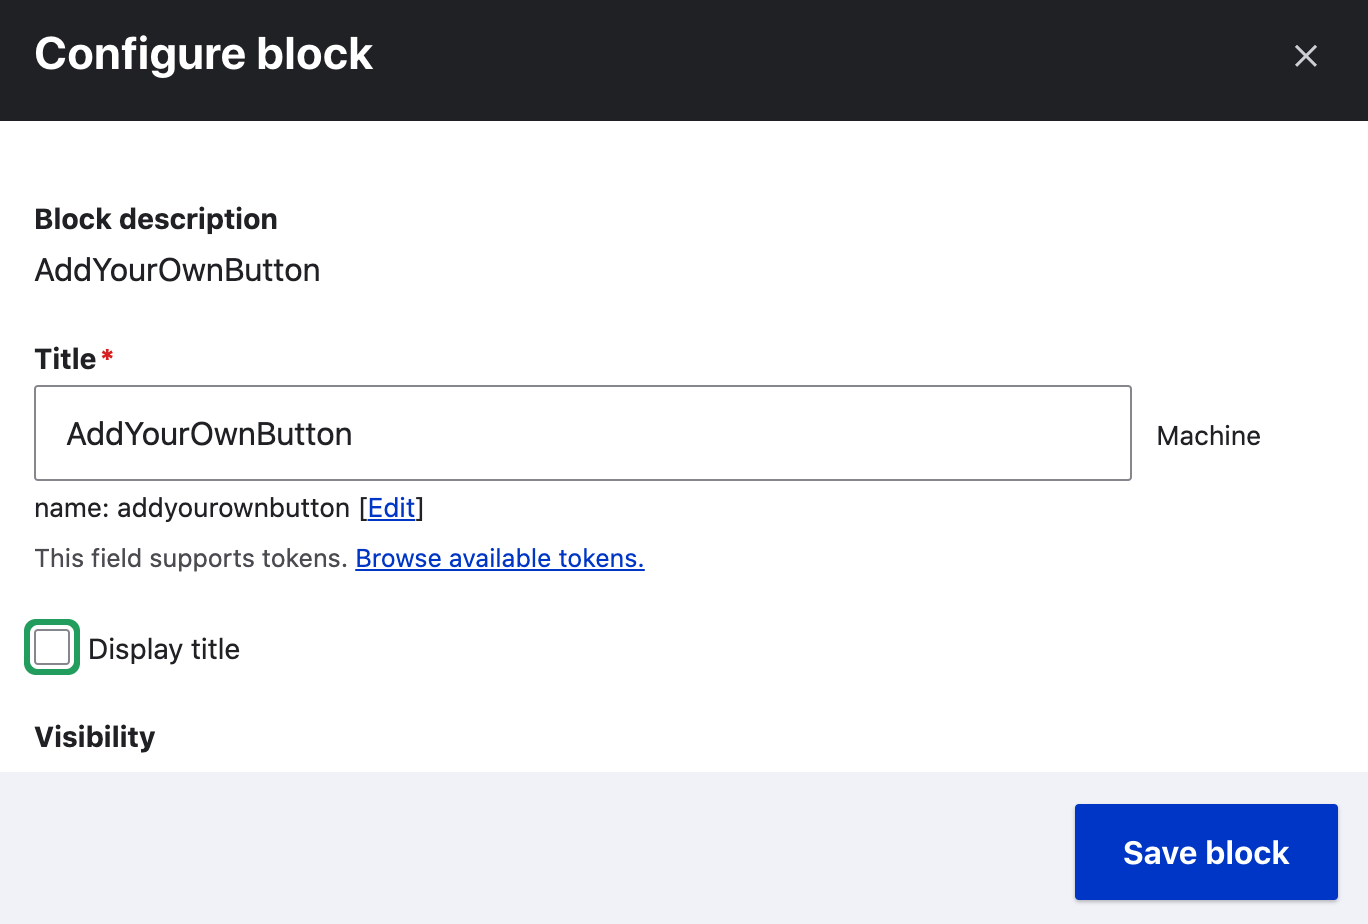 Configure block
Block description
AddYourOwnButton
Title*
AddYourOwnButton
Machine
name: addyourownbutton [Edit]
This field supports tokens. Browse available tokens.
Display title
Visibility
Save block